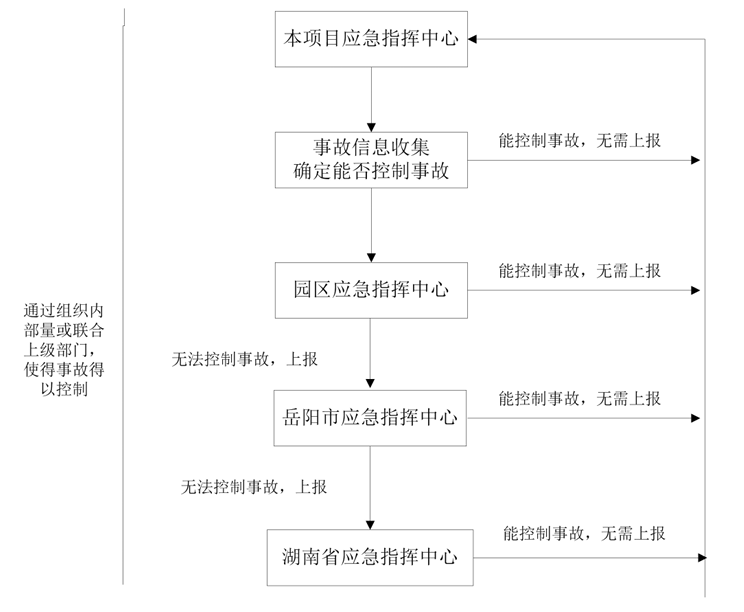 本项目应急指挥中心
事故信息收集
确定能否控制事故
能控制事故，无需上报
园区应急指挥中心
能控制事故，无需上报
通过组织内
部量或联合
上级部门，
使得事故得
以控制
无法控制事故，上报
岳阳市应急指挥中心
能控制事故，无需上报
无法控制事故，上报
湖南省应急指挥中心
能控制事故，无需上报